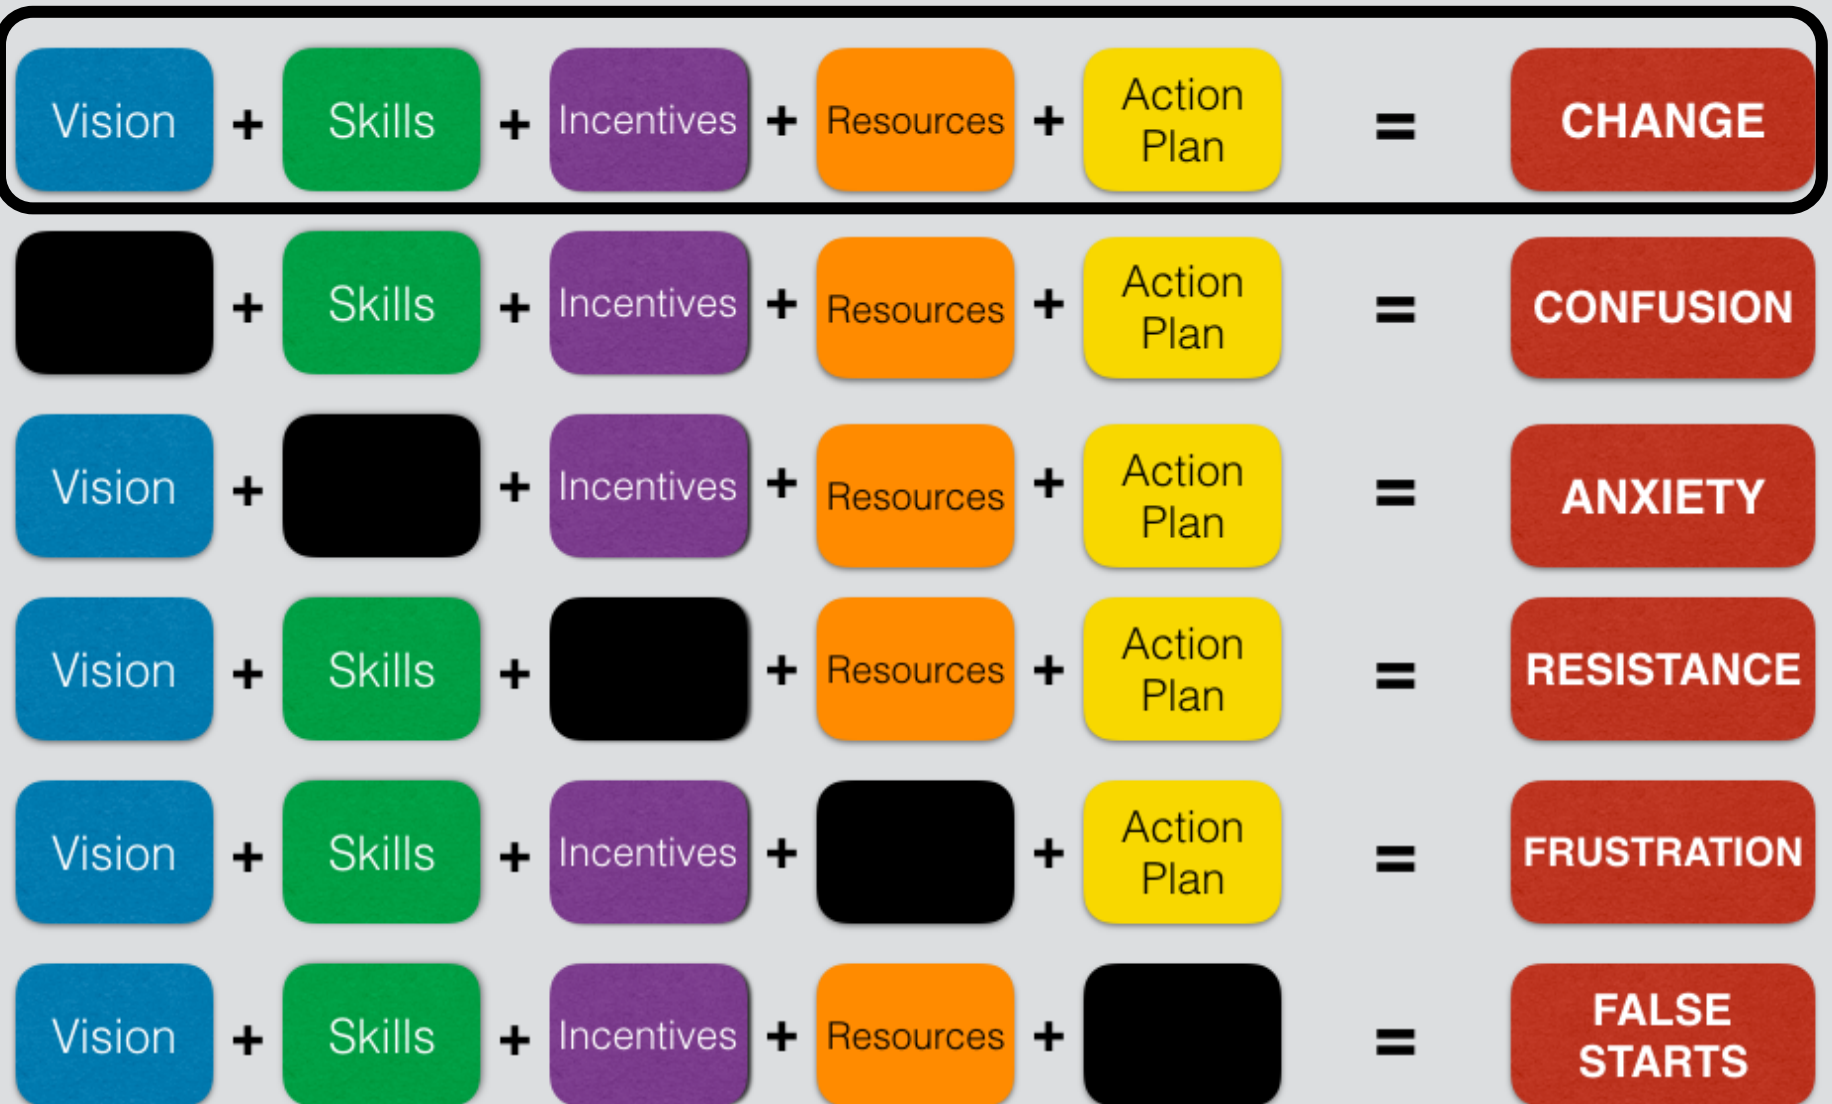 Vision + Skills + Incentives + Resources + Action Plan = CHANGE
+ Skills + Incentives + Resources + Action Plan = CONFUSION
Vision + + Incentives + Resources + Action Plan = ANXIETY
Vision + Skills + + Resources + Action Plan = RESISTANCE
Vision + Skills + Incentives + + Action Plan = FRUSTRATION
Vision + Skills + Incentives + Resources + = FALSE STARTS